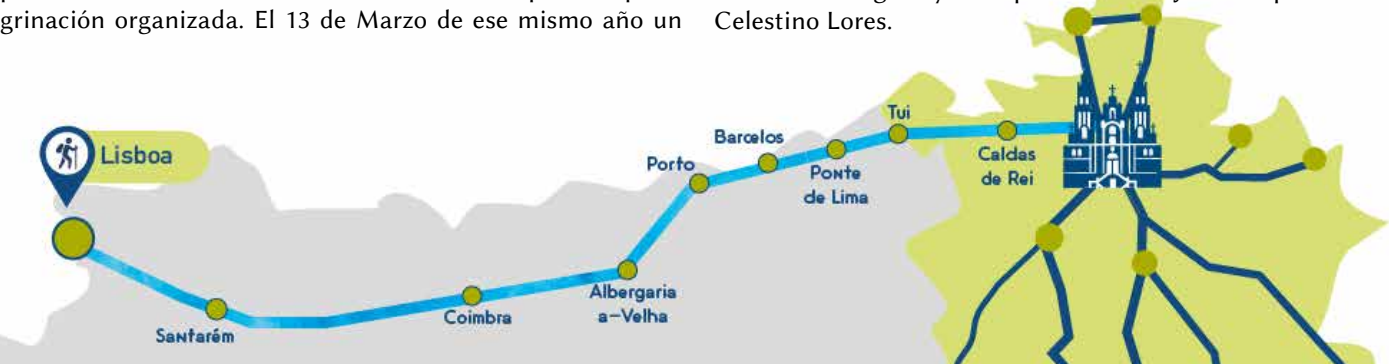 grinación organizada. El 13 de Marzo de ese mismo año un
Celestino Lores.
Lisboa
Santarém
Coimbra
Albergaria
a-Velha
Porto
Barcelos
Ponte
de Lima
Tui
Caldas
de Rei